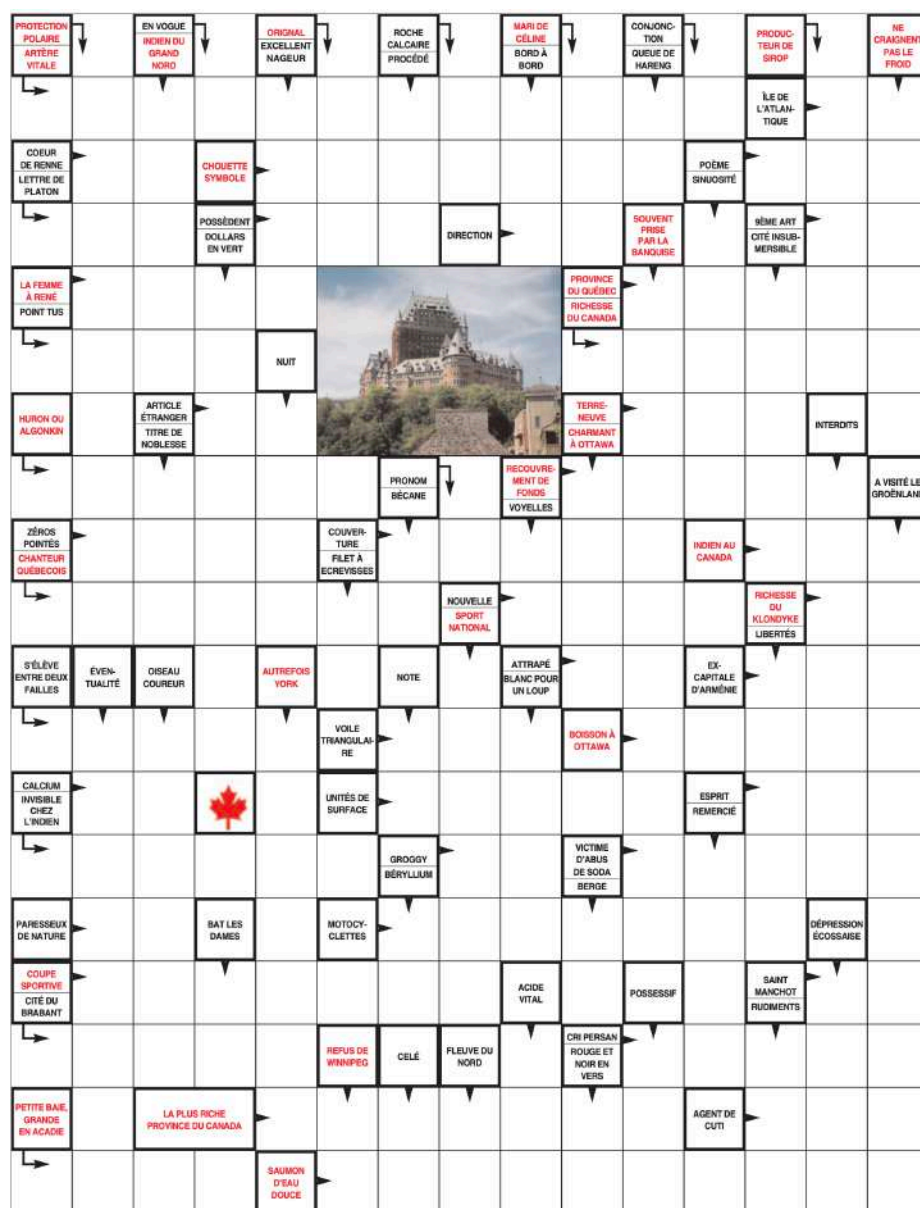 PROTECTION
POLAIRE
ARTÈRE
VITALE
EN VOGUE
INDIEN DU
GRAND
NORD
ORIGNAL
EXCELLENT
NAGEUR
ROCHE
CALCAIRE
PROCÉDÉ
MARI DE
CÉLINE
BORD À
BORD
CONJONC-
TION
QUEUE DE
HARENG
PRODUC-
TEUR DE
SIROP
NE
CRAIGNENT
PAS LE
FROID
ÎLE DE
L'ATLAN-
TIQUE
COEUR
DE RENNE
LETTRE DE
PLATON
CHOUETTE
SYMBOLE
POÈME
SINUOSITÉ
POSSÈDENT
DOLLARS
EN VERT
DIRECTION
SOUVENT
PRISE
PAR LA
BANQUISE
9ÈME ART
CITÉ INSUB-
MERSIBLE
LA FEMME
À RENÉ
POINT TUS
PROVINCE
DU QUÉBEC
RICHESSE
DU CANADA
NUIT
HURON OU
ALGONKIN
ARTICLE
ÉTRANGER
TITRE DE
NOBLESSE
TERRE-
NEUVE
CHARMANT
À OTTAWA
INTERDITS
PRONOM
BÉCANE
RECOUVRE-
MENT DE
FONDS
VOYELLES
A VISITÉ LE
GROËNLAND
ZÉROS
POINTÉS
CHANTEUR
QUÉBECOIS
COUVER-
TURE
FILET À
ECREVISSES
INDIEN AU
CANADA
NOUVELLE
SPORT
NATIONAL
RICHESSE
DU
KLONDYKE
LIBERTÉS
S'ÉLÈVE
ENTRE DEUX
FAILLES
ÉVEN-
TUALITÉ
OISEAU
COUREUR
AUTREFOIS
YORK
NOTE
ATTRAPÉ
BLANC POUR
UN LOUP
EX-
CAPITALE
D'ARMÉNIE
VOILE
TRIANGULAI-
RE
BOISSON À
OTTAWA
CALCIUM
INVISIBLE
CHEZ
L'INDIEN
UNITÉS DE
SURFACE
ESPRIT
REMERCIÉ
GROGGY
BÉRYLLIUM
VICTIME
D'ABUS
DE SODA
BERGE
PARESSEUX
DE NATURE
BAT LES
DAMES
MOTOCY-
CLETTES
DÉPRESSION
ÉCOSSAISE
COUPE
SPORTIVE
CITÉ DU
BRABANT
ACIDE
VITAL
POSSESSIF
SAINT
MANCHOT
RUDIMENTS
REFUS DE
WINNIPEG
CELÉ
FLEUVE DU
NORD
CRI PERSAN
ROUGE ET
NOIR EN
VERS
PETITE BAIE,
GRANDE
EN ACADIE
LA PLUS RICHE
PROVINCE DU CANADA
AGENT DE
CUTI
SAUMON
D'EAU
DOUCE